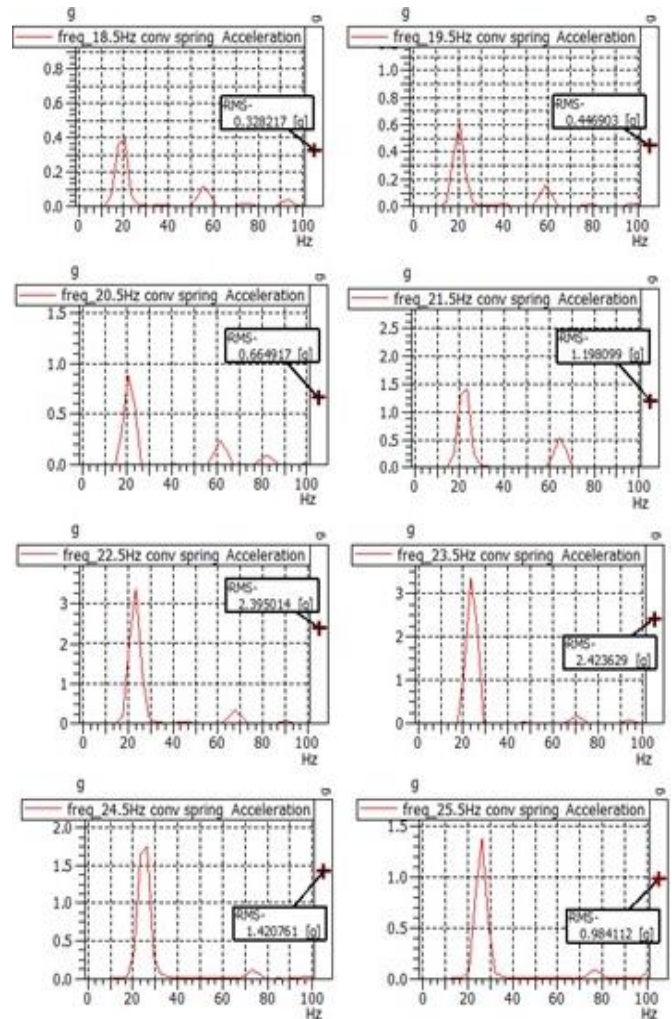 g g
freq_18.5Hz conv spring Acceleration freq_19.5Hz conv spring Acceleration
0.8 1.0
RMS- RMS-
0.328217 [g] 0.446903 [g]
0.6 0.8
0.4 0.6
0.4
0.2 0.2
0.0 0.0
0 20 40 60 80 100 0 20 40 60 80 100
Hz Hz
g g g g
freq_20.5Hz conv spring Acceleration freq_21.5Hz conv spring Acceleration
1.5 2.5
RMS- RMS-
0.664917 [g] 1.198099 [g]
2.0
1.0 1.5
0.5 1.0
0.5
0.0 0.0
0 20 40 60 80 100 0 20 40 60 80 100
Hz Hz
g g g g
freq_22.5Hz conv spring Acceleration freq_23.5Hz conv spring Acceleration
RMS-
2.395014 [g]
3 3
2 2
RMS-
2.423629 [g]
1 1
0 0
0 20 40 60 80 100 0 20 40 60 80 100
Hz Hz
g g g g
freq_24.5Hz conv spring Acceleration freq_25.5Hz conv spring Acceleration
2.0 1.5
1.5
1.0 1.0
RMS- RMS-
1.420761 [g] 0.984112 [g]
0.5 0.5
0.0 0.0
0 20 40 60 80 100 0 20 40 60 80 100
Hz Hz